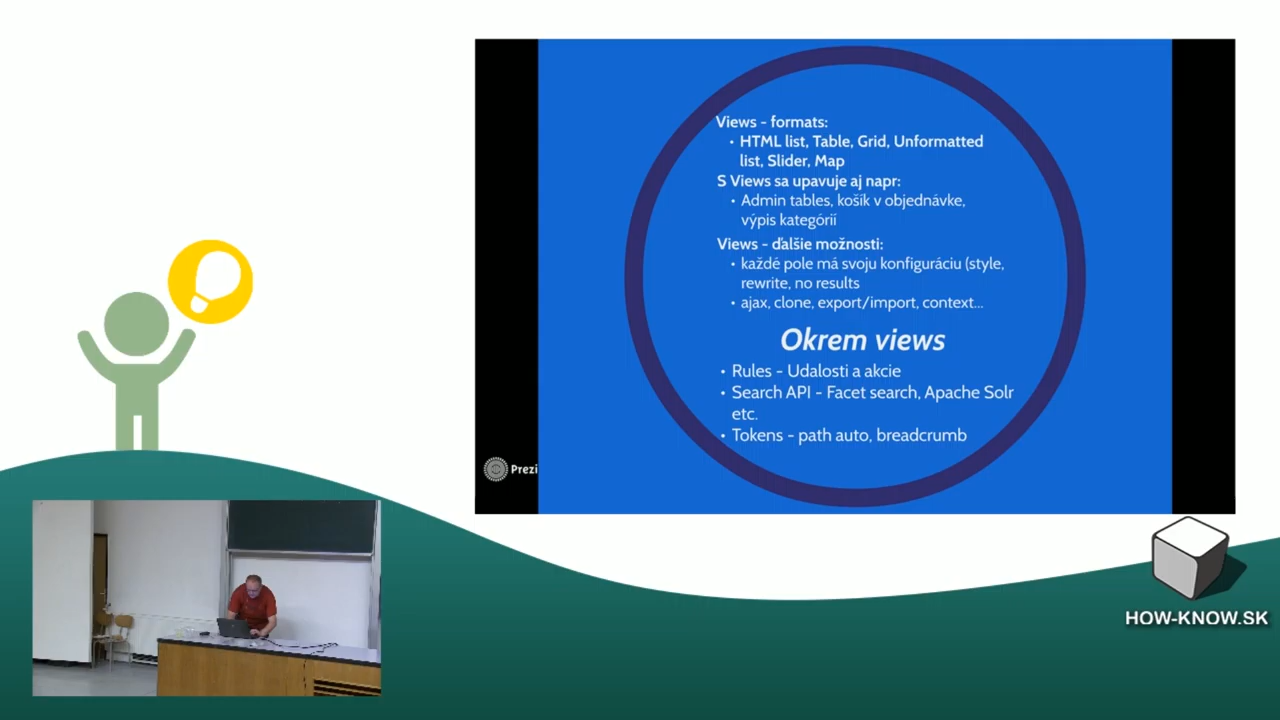 Views - formats:
• HTML list, Table, Grid, Unformatted
list, Slider, Map
S Views sa upavuje aj napr:
• Admin tables, košík v objednávke,
výpis kategórií
Views - ďalšie možnosti:
• každé pole má svoju konfiguráciu (style,
rewrite, no results
• ajax, clone, export/import, context...
Okrem views
• Rules - Udalosti a akcie
• Search API - Facet search, Apache Solr
etc.
• Tokens - path auto, breadcrumb
Prezi
HOW-KNOW.SK